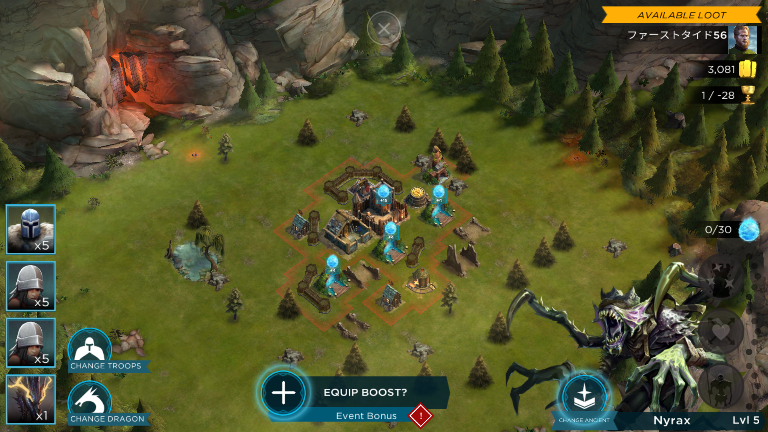 AVAILABLE LOOT
ファーストタイド56
3,081
1 / -28
0/30
x5
x5
x5
x1
CHANGE TROOPS
CHANGE DRAGON
EQUIP BOOST?
Event Bonus
!
CHANGE ANCIENT
Nyrax
Lvl 5